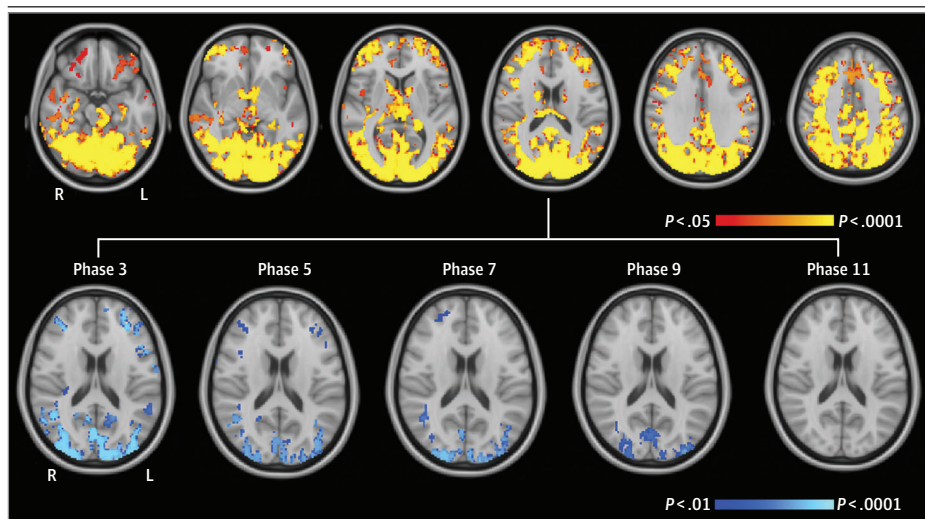 R L
P<.05 P<.0001
Phase 3 Phase 5 Phase 7 Phase 9 Phase 11
R L
P<.01 P<.0001